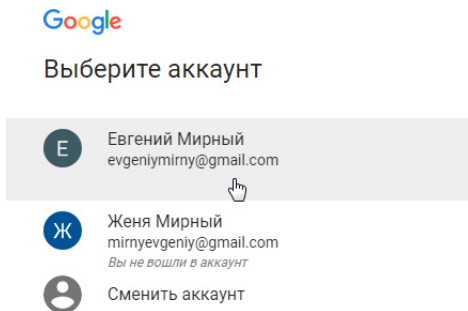 Google
Выберите аккаунт
Е
Евгений Мирный
evgeniymirny@gmail.com
Ж
Женя Мирный
mirnyevgeniy@gmail.com
Вы не вошли в аккаунт
Сменить аккаунт